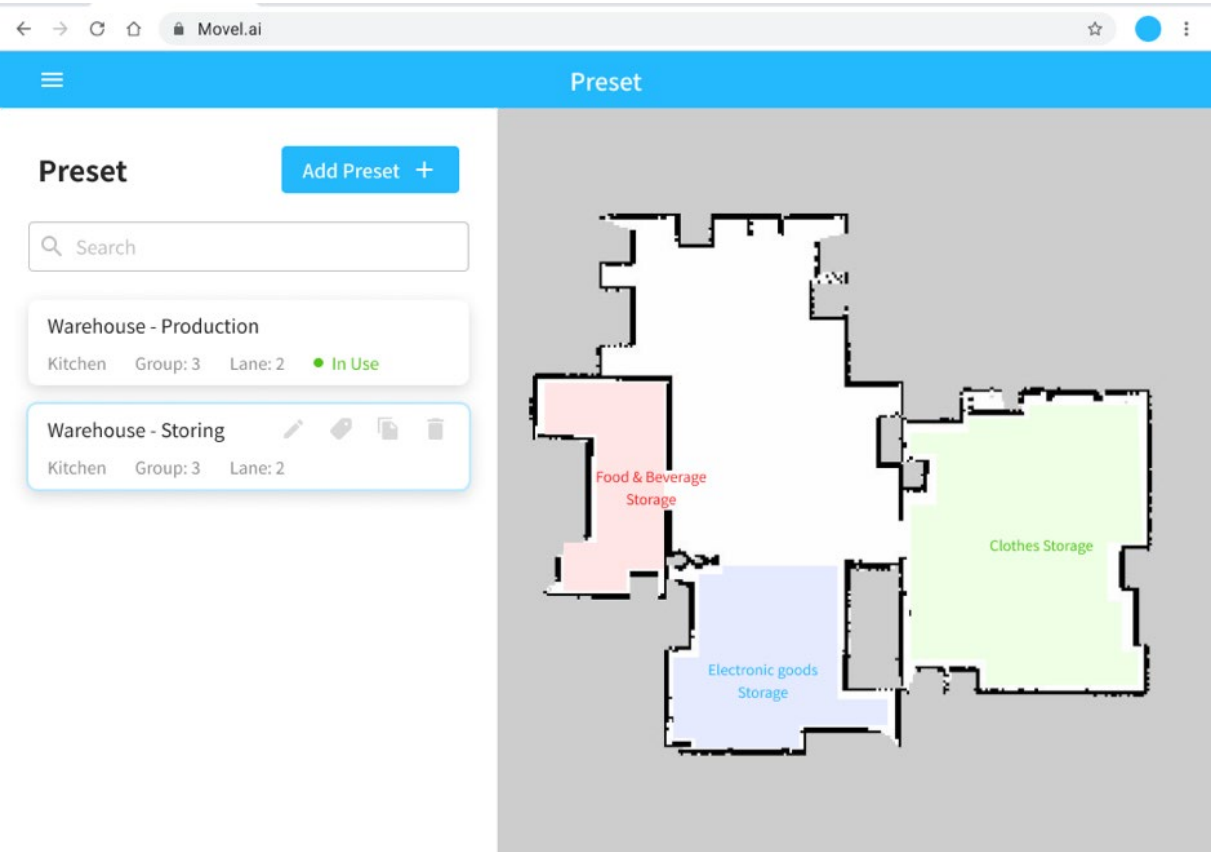 Movel.ai
Preset
Preset
Add Preset +
Search
Warehouse - Production
Kitchen Group: 3 Lane: 2 In Use
Warehouse - Storing
Kitchen Group: 3 Lane: 2
Food & Beverage
Storage
Clothes Storage
Electronic goods
Storage